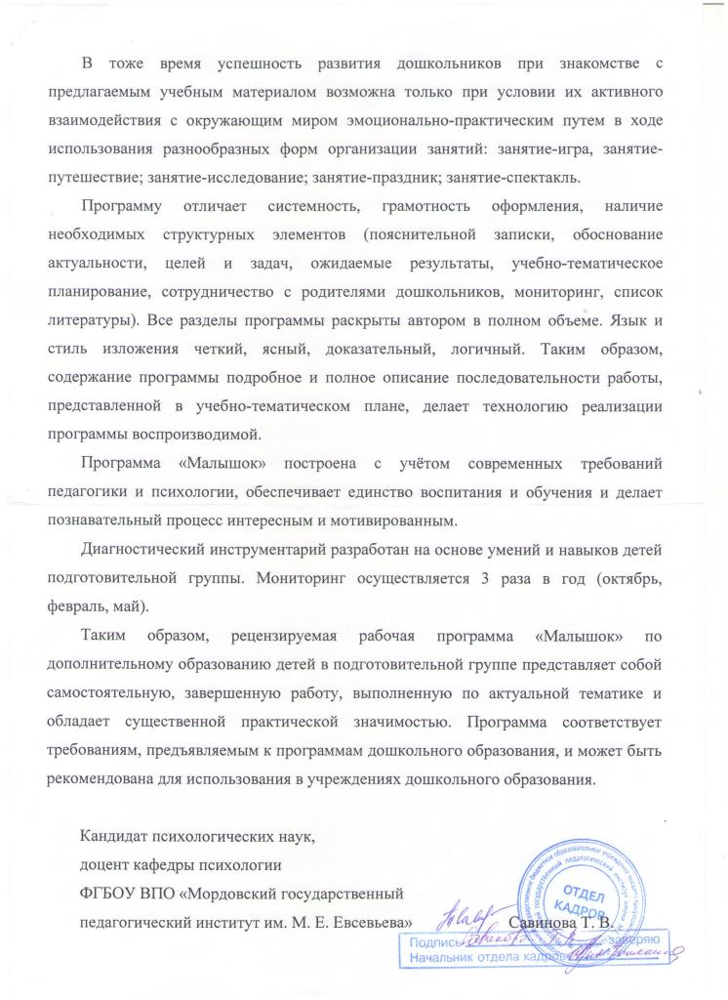 В тоже время успешность развития дошкольников при знакомстве с
предлагаемым учебным материалом возможна только при условии их активного
взаимодействия с окружающим миром эмоционально-практическим путем в ходе
использования разнообразных форм организации занятий: занятие-игра, занятие-
путешествие; занятие-исследование; занятие-праздник; занятие-спектакль.
Программу отличает системность, грамотность оформления, наличие
необходимых структурных элементов (пояснительной записки, обоснование
актуальности, целей и задач, ожидаемые результаты, учебно-тематическое
планирование, сотрудничество с родителями дошкольников, мониторинг, список
литературы). Все разделы программы раскрыты автором в полном объеме. Язык и
стиль изложения четкий, ясный, доказательный, логичный. Таким образом,
содержание программы подробное и полное описание последовательности работы,
представленной в учебно-тематическом плане, делает технологию реализации
программы воспроизводимой.
Программа «Малышок» построена с учётом современных требований
педагогики и психологии, обеспечивает единство воспитания и обучения и делает
познавательный процесс интересным и мотивированным.
Диагностический инструментарий разработан на основе умений и навыков детей
подготовительной группы. Мониторинг осуществляется 3 раза в год (октябрь,
февраль, май).
Таким образом, рецензируемая рабочая программа «Малышок» по
дополнительному образованию детей в подготовительной группе представляет собой
самостоятельную, завершенную работу, выполненную по актуальной тематике и
обладает существенной практической значимостью. Программа соответствует
требованиям, предъявляемым к программам дошкольного образования, и может быть
рекомендована для использования в учреждениях дошкольного образования.
Кандидат психологических наук,
доцент кафедры психологии
ФГБОУ ВПО «Мордовский государственный
педагогический институт им. М. Е. Евсевьева»
Савинова Т. В.
ОТДЕЛ
КАДРОВ
Подпись заверяю
Начальник отдела кадров